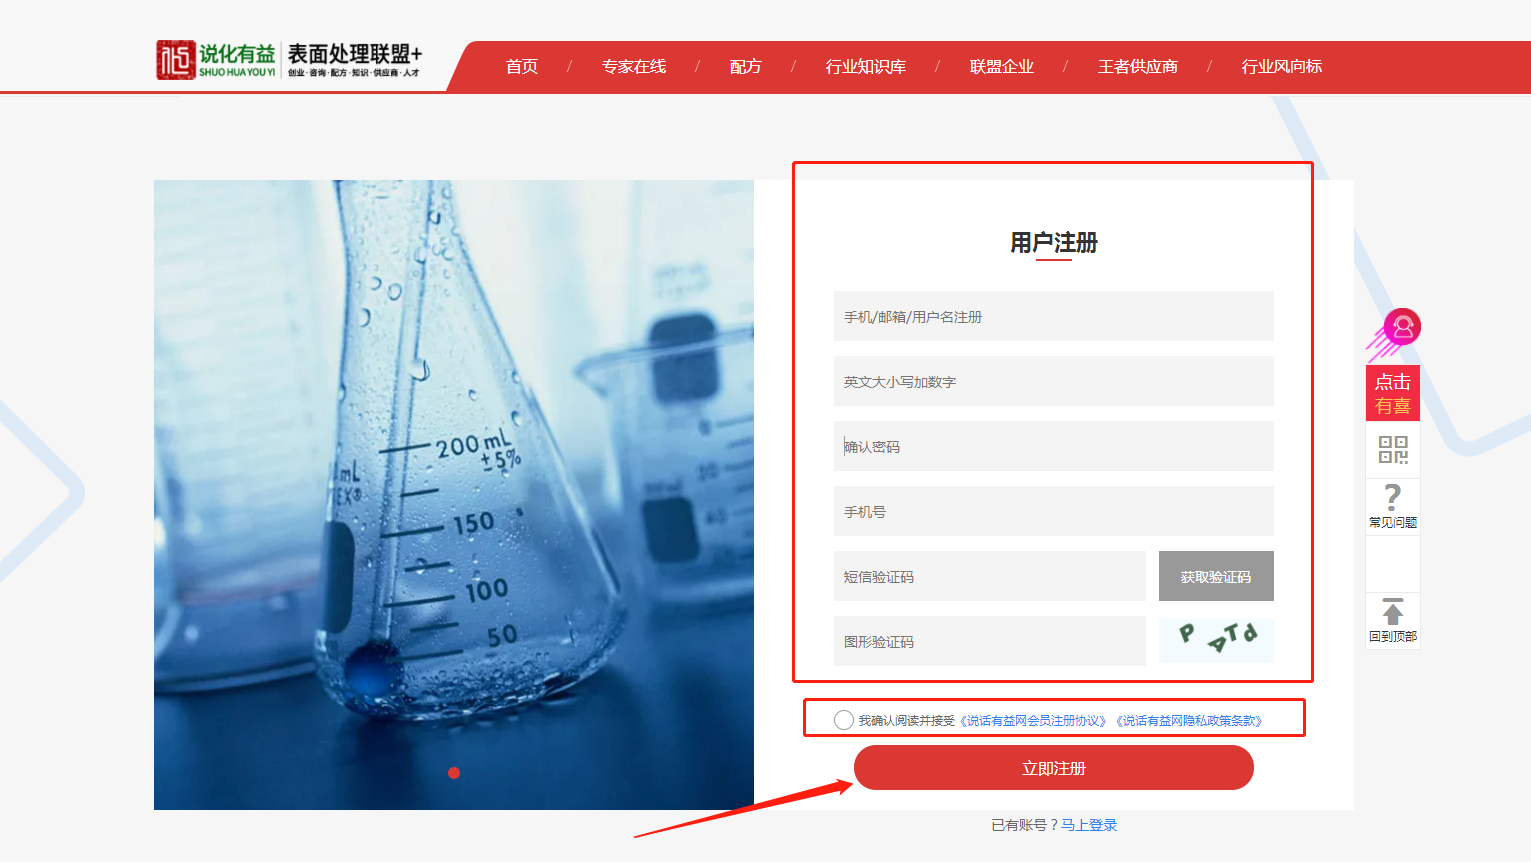 说化有益
SHUO HUA YOU YI
表面处理联盟+
创业·咨询·配方·知识·供应商·人才
首页 / 专家在线 / 配方 / 行业知识库 / 联盟企业 / 王者供应商 / 行业风向标
用户注册
手机/邮箱/用户名注册
英文大小写加数字
确认密码
手机号
短信验证码 获取验证码
图形验证码 P A T d
我确认阅读并接受《说话有益网会员注册协议》《说话有益网隐私政策条款》
立即注册
已有账号？马上登录
点击
有喜
?
常见问题
回到顶部
200 mL
±5%
150
100
50